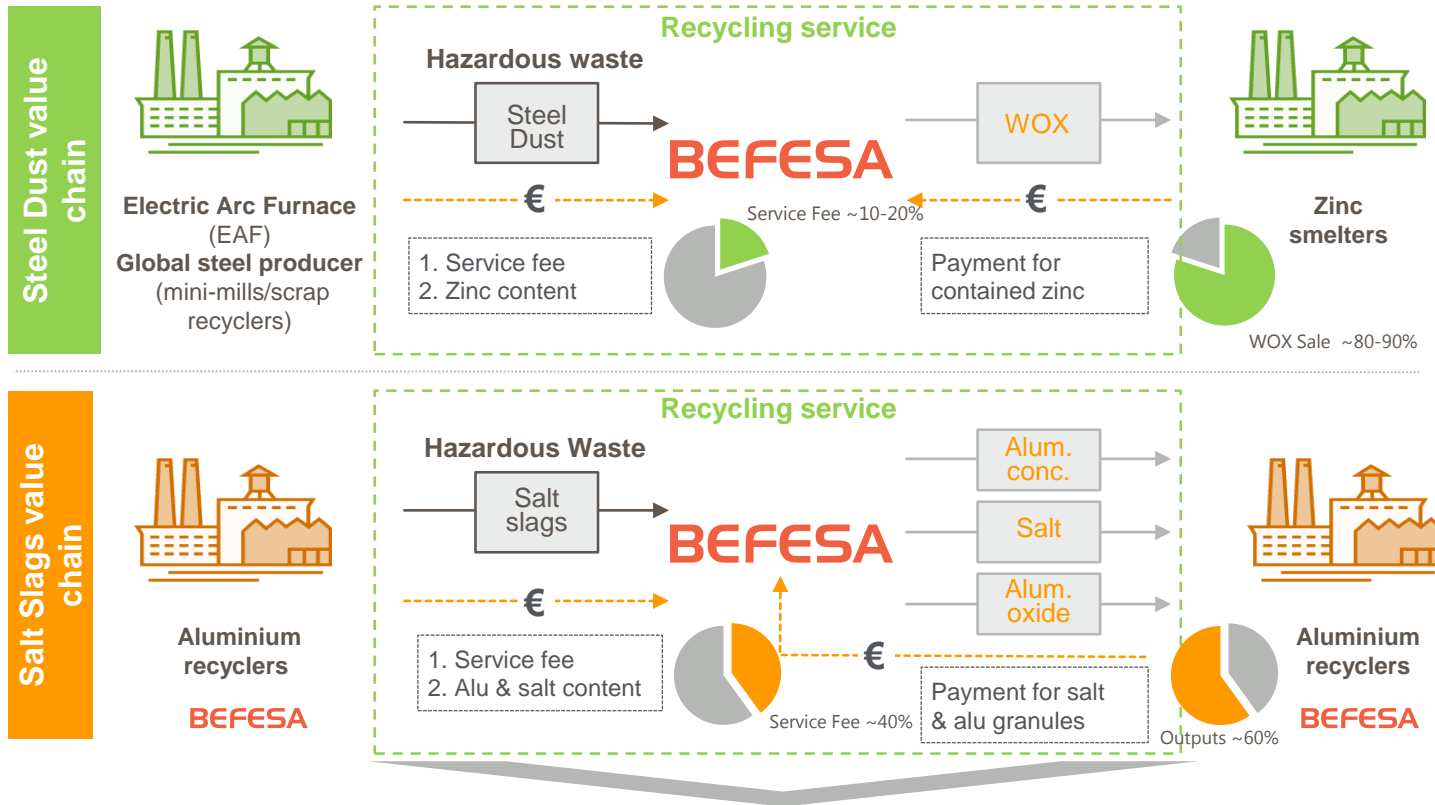 Steel Dust value
chain
Recycling service
Hazardous waste
Steel
Dust
BEFESA
WOX
€
€
Service Fee ~10-20%
Electric Arc Furnace
(EAF)
Global steel producer
(mini-mills/scrap
recyclers)
1. Service fee
2. Zinc content
Payment for
contained zinc
Zinc
smelters
WOX Sale ~80-90%
Salt Slags value
chain
Recycling service
Hazardous Waste
Salt
slags
BEFESA
Alum.
conc.
Salt
Alum.
oxide
€
€
Aluminium
recyclers
BEFESA
1. Service fee
2. Alu & salt content
Service Fee ~40%
Payment for salt
& alu granules
Outputs ~60%
Aluminium
recyclers
BEFESA